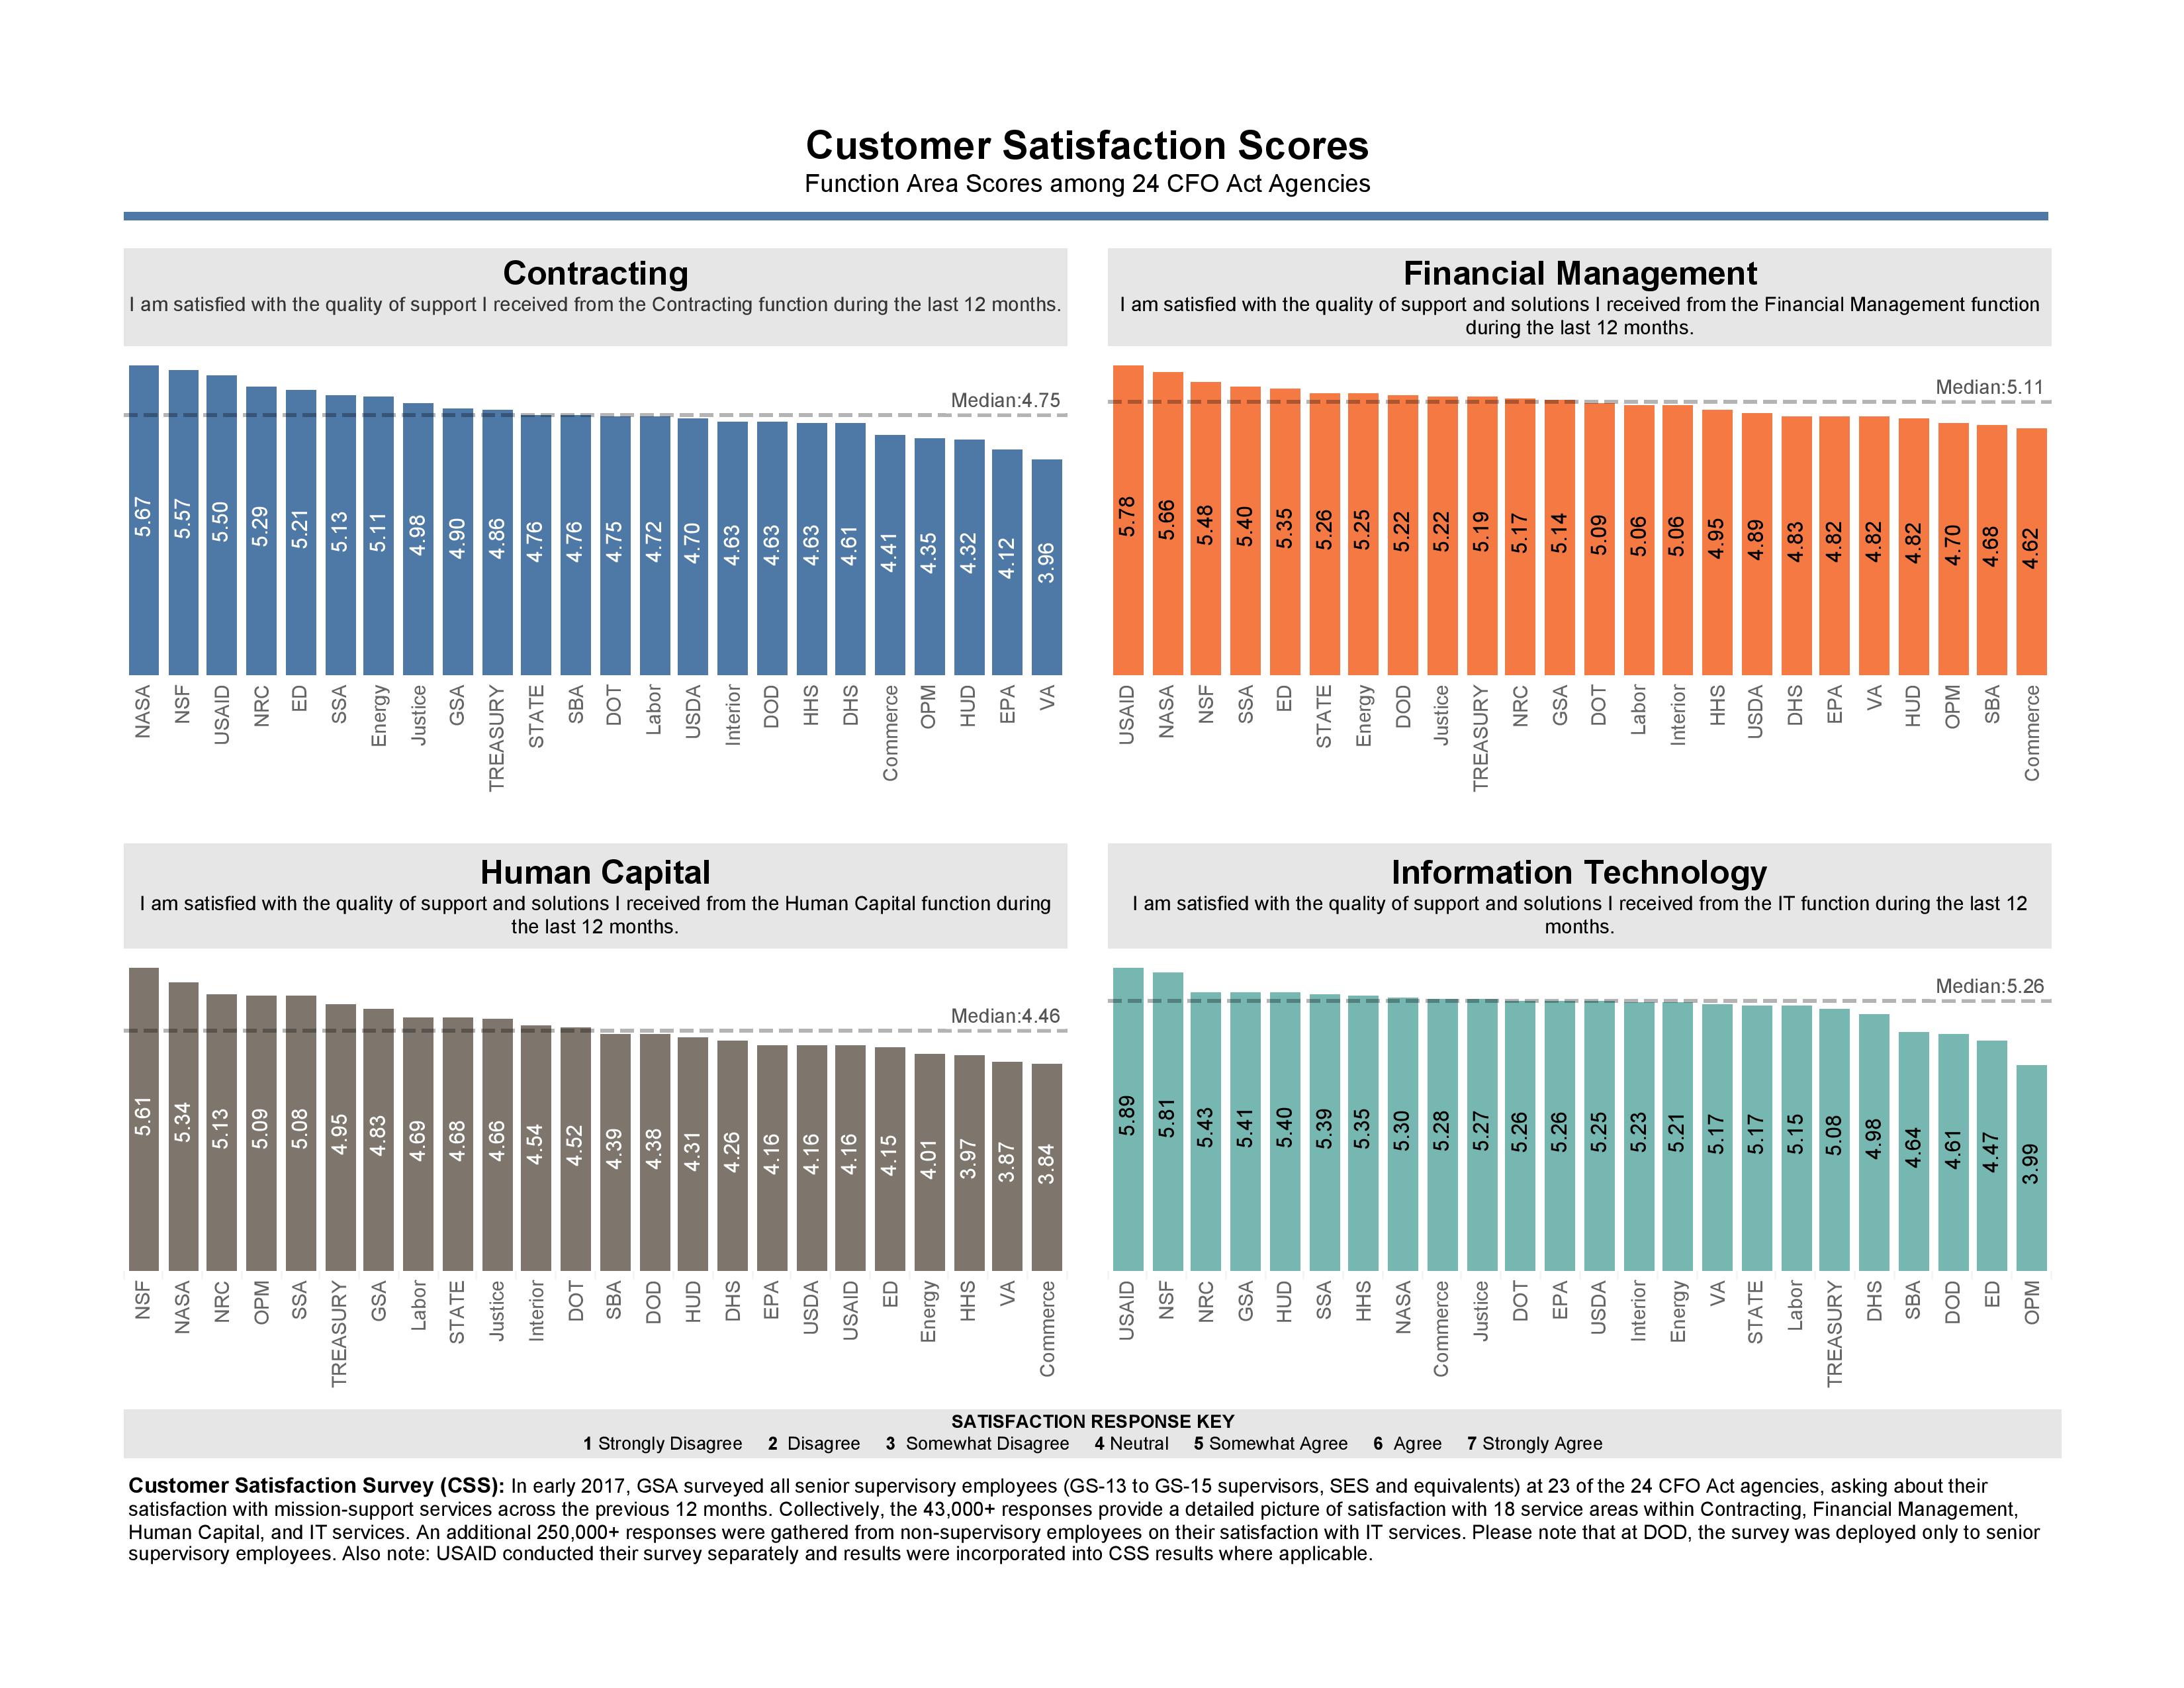 Customer Satisfaction Scores
Function Area Scores among 24 CFO Act Agencies
Contracting
I am satisfied with the quality of support I received from the Contracting function during the last 12 months.
Median:4.75
5.67 5.57 5.50 5.29 5.21 5.13 5.11 4.98 4.90 4.86 4.76 4.76 4.75 4.72 4.70 4.63 4.63 4.63 4.61 4.41 4.35 4.32 4.12 3.96
NASA NSF USAID NRC ED SSA Energy Justice GSA TREASURY STATE SBA DOT Labor USDA Interior DOD HHS DHS Commerce OPM HUD EPA VA
Financial Management
I am satisfied with the quality of support and solutions I received from the Financial Management function
during the last 12 months.
Median:5.11
5.78 5.66 5.48 5.40 5.35 5.26 5.25 5.22 5.22 5.19 5.17 5.14 5.09 5.06 5.06 4.95 4.89 4.83 4.82 4.82 4.82 4.70 4.68 4.62
USAID NASA NSF SSA ED STATE Energy DOD Justice TREASURY NRC GSA DOT Labor Interior HHS USDA DHS EPA VA HUD OPM SBA Commerce
Human Capital
I am satisfied with the quality of support and solutions I received from the Human Capital function during
the last 12 months.
Median:4.46
5.61 5.34 5.13 5.09 5.08 4.95 4.83 4.69 4.68 4.66 4.54 4.52 4.39 4.38 4.31 4.26 4.16 4.16 4.16 4.15 4.01 3.97 3.87 3.84
NSF NASA NRC OPM SSA TREASURY GSA Labor STATE Justice Interior DOT SBA DOD HUD DHS EPA USDA USAID ED Energy HHS VA Commerce
Information Technology
I am satisfied with the quality of support and solutions I received from the IT function during the last 12
months.
Median:5.26
5.89 5.81 5.43 5.41 5.40 5.39 5.35 5.30 5.28 5.27 5.26 5.26 5.25 5.23 5.21 5.17 5.17 5.15 5.08 4.98 4.64 4.61 4.47 3.99
USAID NSF NRC GSA HUD SSA HHS NASA Commerce Justice DOT EPA USDA Interior Energy VA STATE Labor TREASURY DHS SBA DOD ED OPM
SATISFACTION RESPONSE KEY
1 Strongly Disagree 2 Disagree 3 Somewhat Disagree 4 Neutral 5 Somewhat Agree 6 Agree 7 Strongly Agree
Customer Satisfaction Survey (CSS): In early 2017, GSA surveyed all senior supervisory employees (GS-13 to GS-15 supervisors, SES and equivalents) at 23 of the 24 CFO Act agencies, asking about their
satisfaction with mission-support services across the previous 12 months. Collectively, the 43,000+ responses provide a detailed picture of satisfaction with 18 service areas within Contracting, Financial Management,
Human Capital, and IT services. An additional 250,000+ responses were gathered from non-supervisory employees on their satisfaction with IT services. Please note that at DOD, the survey was deployed only to senior
supervisory employees. Also note: USAID conducted their survey separately and results were incorporated into CSS results where applicable.